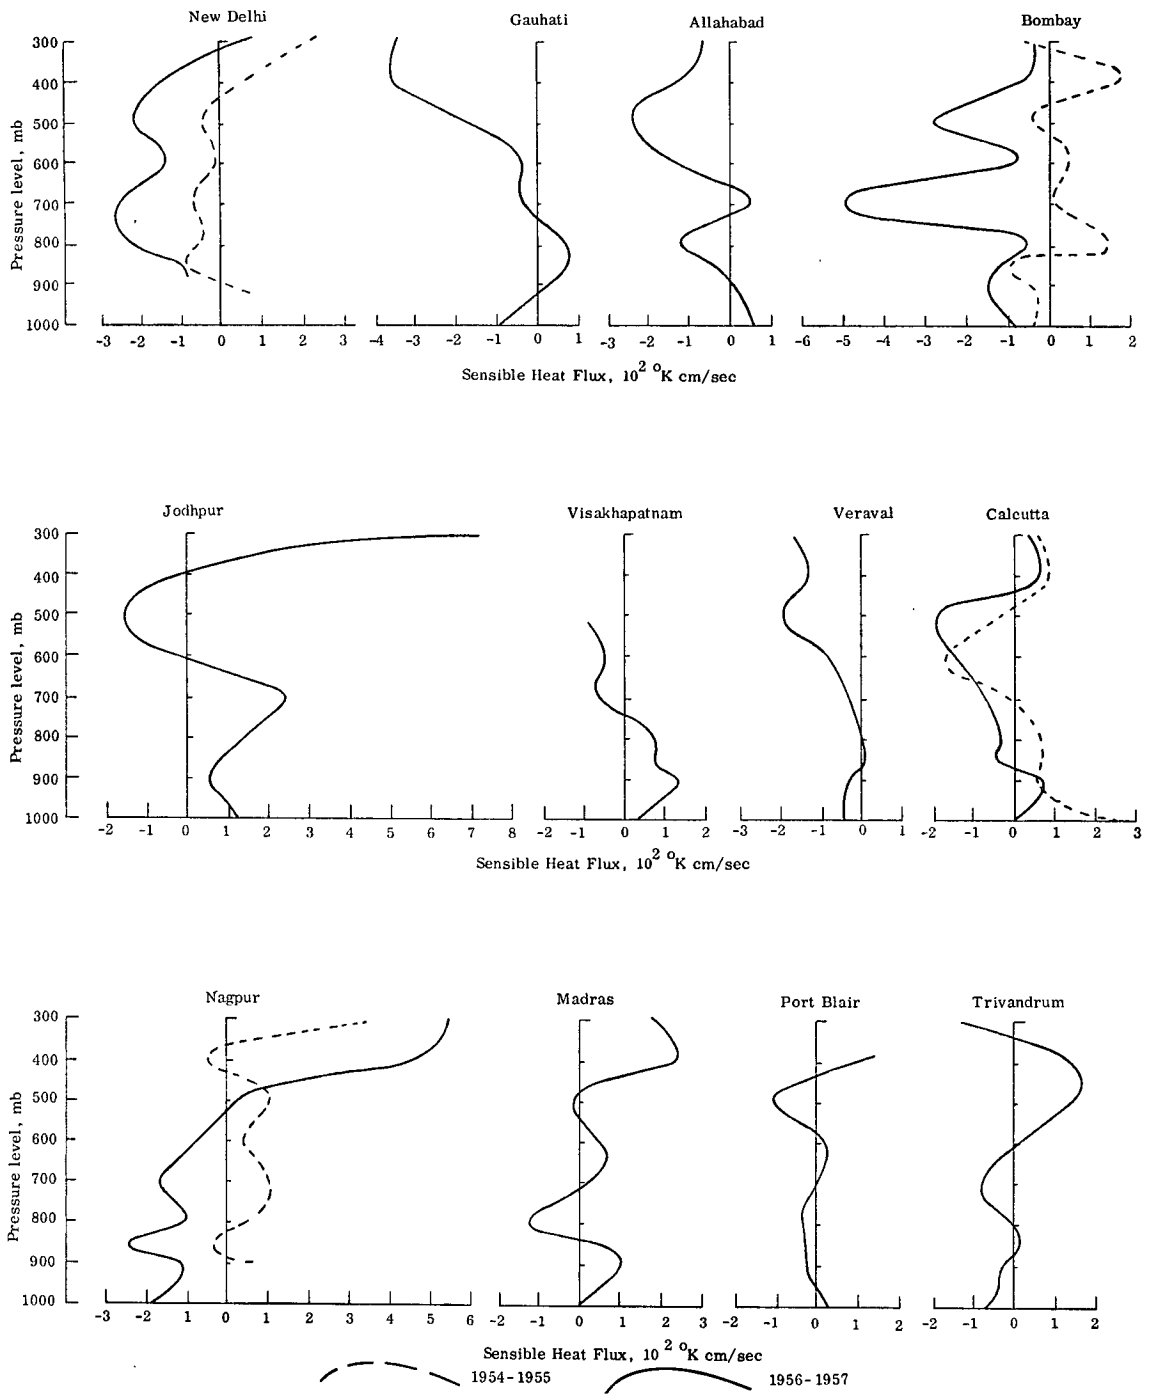 New Delhi Gauhati Allahabad Bombay
300
400
500
600
700
800
900
1000
Pressure level, mb
-3 -2 -1 0 1 2 3 -4 -3 -2 -1 0 1 -3 -2 -1 0 1 -6 -5 -4 -3 -2 -1 0 1 2
Sensible Heat Flux, 10² °K cm/sec
Jodhpur Visakhapatnam Veraval Calcutta
300
400
500
600
700
800
900
1000
Pressure level, mb
-2 -1 0 1 2 3 4 5 6 7 8 -2 -1 0 1 2 -3 -2 -1 0 1 -2 -1 0 1 2 3
Sensible Heat Flux, 10² °K cm/sec
Nagpur Madras Port Blair Trivandrum
300
400
500
600
700
800
900
1000
Pressure level, mb
-3 -2 -1 0 1 2 3 4 5 6 -2 -1 0 1 2 3 -2 -1 0 1 2 -2 -1 0 1 2
Sensible Heat Flux, 10² °K cm/sec
1954-1955 1956-1957